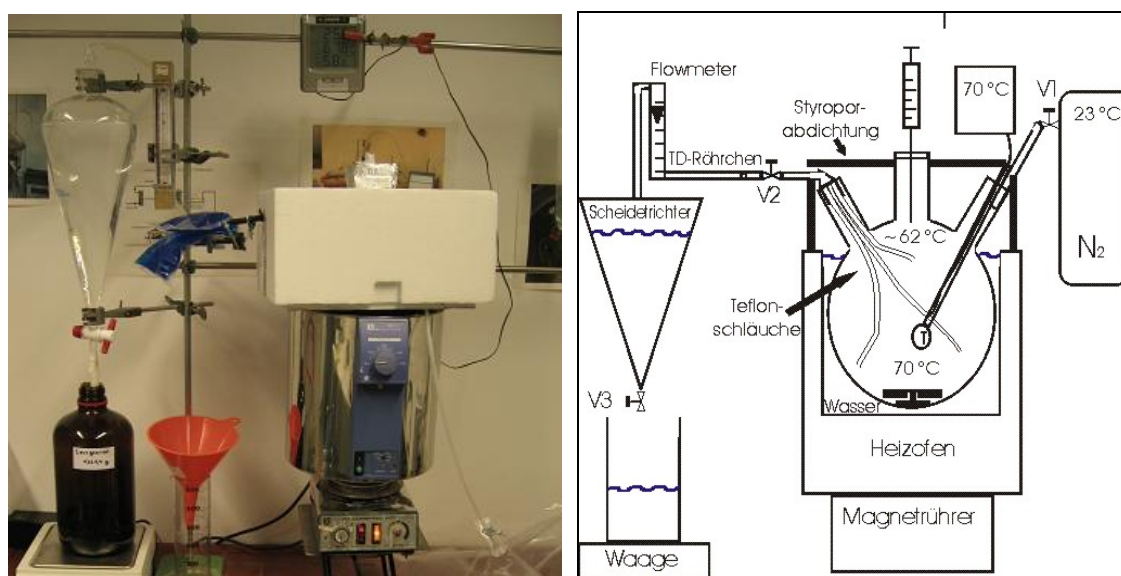 Flowmeter
Styropor-
abdichtung
70 °C
V1
23 °C
TD-Röhrchen
V2
Scheidetrichter
~ 62 °C
N2
Teflon-
schläuche
T
70 °C
V3
Wasser
Heizofen
Magnetrührer
Waage